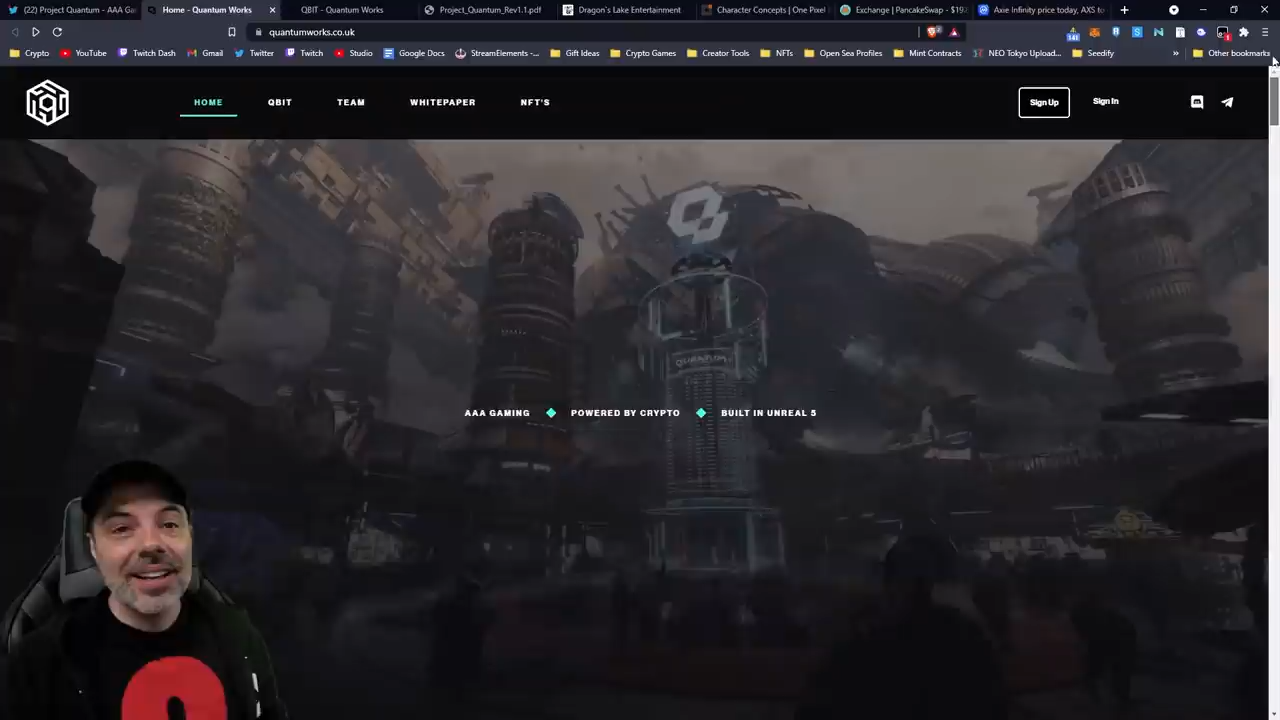 (22) Project Quantum - AAA Ga
Home - Quantum Works
QBIT - Quantum Works
Project_Quantum_Rev1.1.pdf
Dragon's Lake Entertainment
Character Concepts | One Pixel
Exchange | PancakeSwap - $19.
Axie Infinity price today, AXS to
quantumworks.co.uk
Crypto
YouTube
Twitch Dash
Gmail
Twitter
Twitch
Studio
Google Docs
StreamElements -...
Gift Ideas
Crypto Games
Creator Tools
NFTs
Open Sea Profiles
Mint Contracts
NEO Tokyo Upload...
Seedify
»
Other bookmarks
HOME
QBIT
TEAM
WHITEPAPER
NFT'S
Sign Up
Sign In
QUANTUM
AAA GAMING
POWERED BY CRYPTO
BUILT IN UNREAL 5